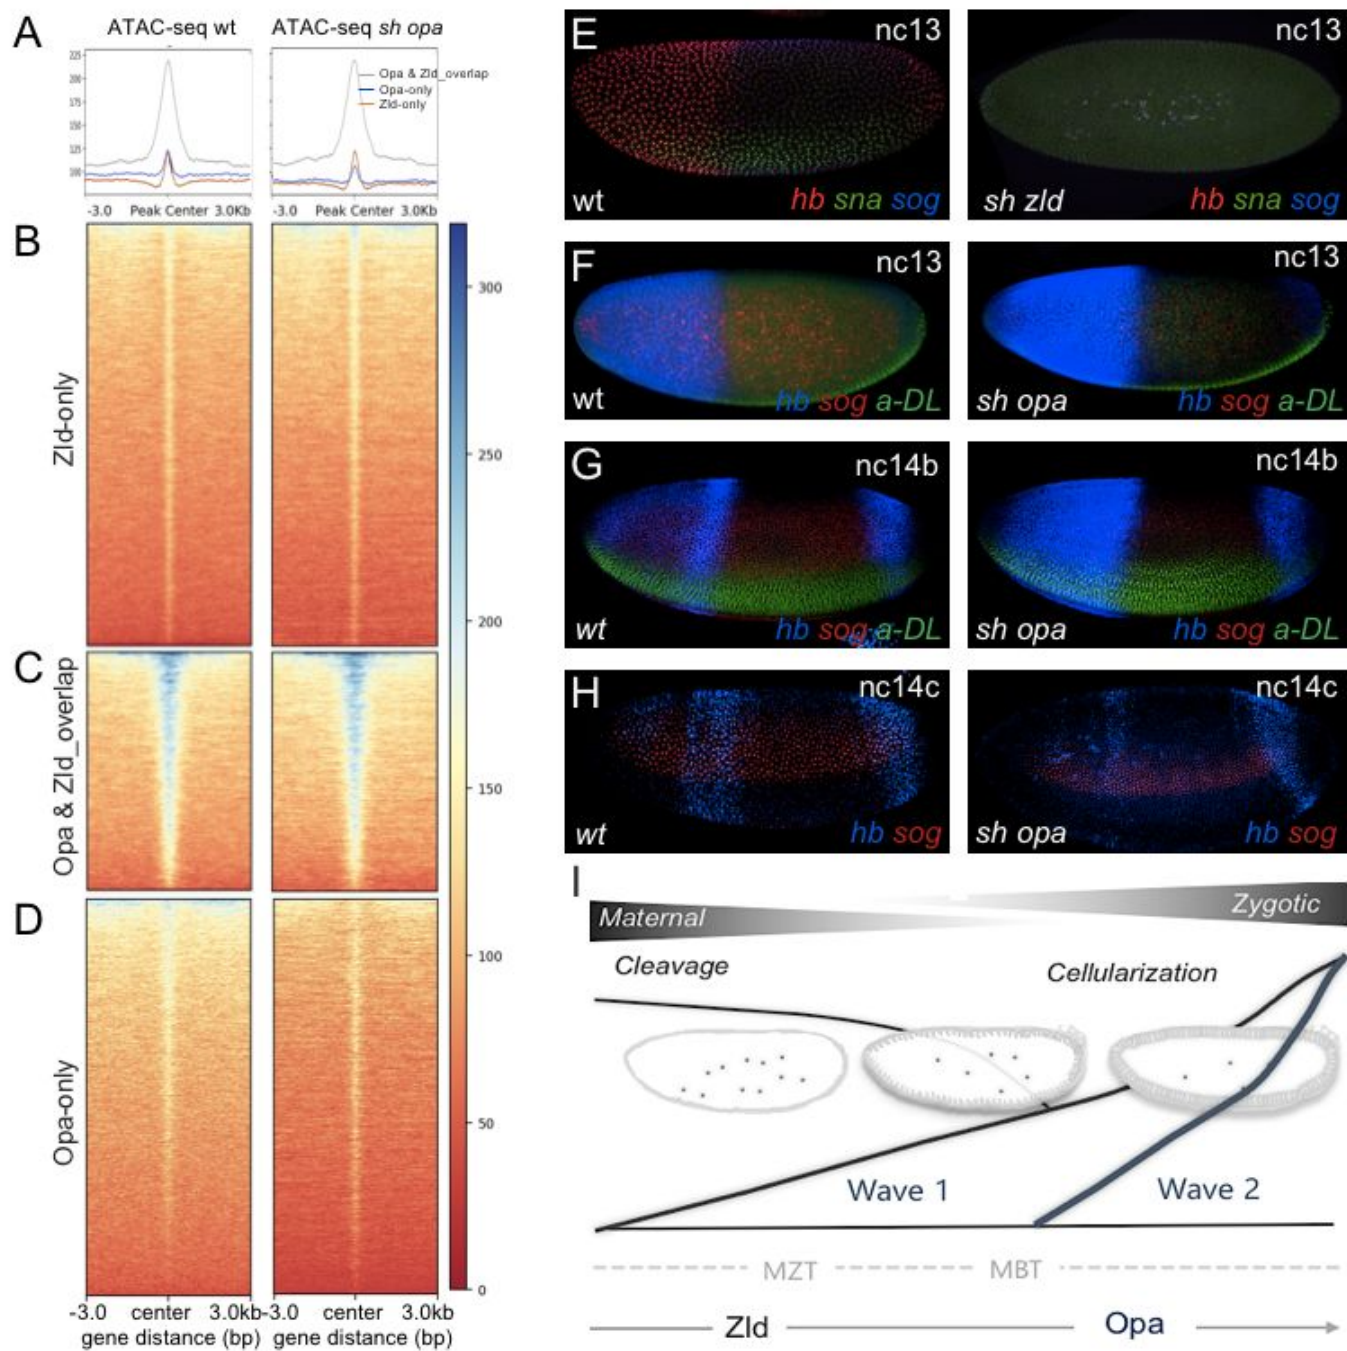 A
ATAC-seq wt
ATAC-seq sh opa
225
200
175
150
125
100
Opa & Zld_overlap
Opa-only
Zld-only
-3.0 Peak Center 3.0Kb
-3.0 Peak Center 3.0Kb
B
Zld-only
C
Opa & Zld_overlap
D
Opa-only
300
250
200
150
100
50
0
-3.0 center 3.0kb
gene distance (bp)
-3.0 center 3.0kb
gene distance (bp)
E
nc13
wt
hb sna sog
nc13
sh zld
hb sna sog
F
nc13
wt
hb sog a-DL
nc13
sh opa
hb sog a-DL
G
nc14b
wt
hb sog a-DL
nc14b
sh opa
hb sog a-DL
H
nc14c
wt
hb sog
nc14c
sh opa
hb sog
I
Maternal
Zygotic
Cleavage
Cellularization
Wave 1
Wave 2
MZT
MBT
Zld
Opa